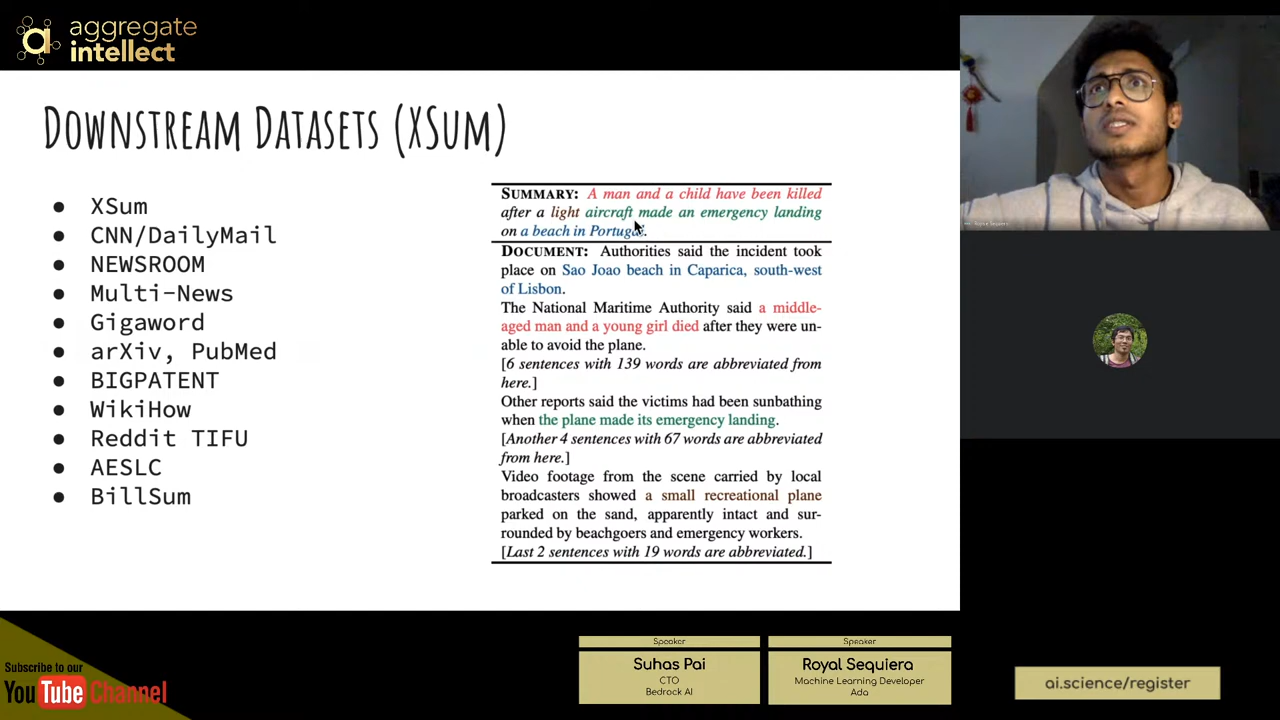 aggregate
intellect
DOWNSTREAM DATASETS (XSUM)
● XSum
● CNN/DailyMail
● NEWSROOM
● Multi-News
● Gigaword
● arXiv, PubMed
● BIGPATENT
● WikiHow
● Reddit TIFU
● AESLC
● BillSum
SUMMARY: A man and a child have been killed
after a light aircraft made an emergency landing
on a beach in Portugal.
DOCUMENT: Authorities said the incident took
place on Sao Joao beach in Caparica, south-west
of Lisbon.
The National Maritime Authority said a middle-
aged man and a young girl died after they were un-
able to avoid the plane.
[6 sentences with 139 words are abbreviated from
here.]
Other reports said the victims had been sunbathing
when the plane made its emergency landing.
[Another 4 sentences with 67 words are abbreviated
from here.]
Video footage from the scene carried by local
broadcasters showed a small recreational plane
parked on the sand, apparently intact and sur-
rounded by beachgoers and emergency workers.
[Last 2 sentences with 19 words are abbreviated.]
Subscribe to our
YouTube Channel
Speaker
Suhas Pai
CTO
Bedrock AI
Speaker
Royal Sequiera
Machine Learning Developer
Ada
ai.science/register